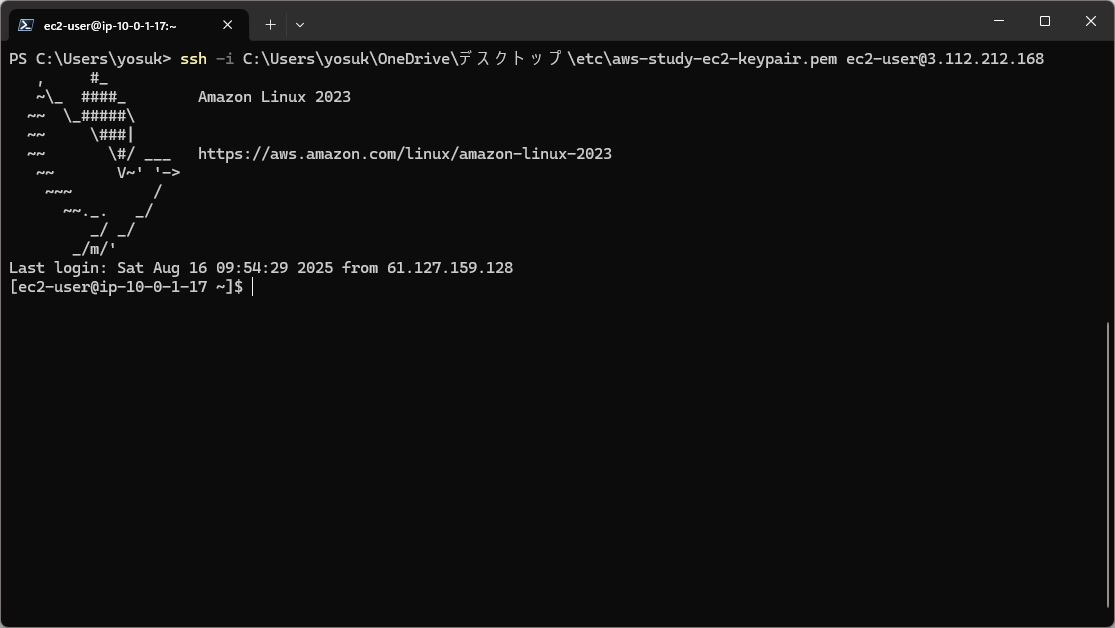 ec2-user@ip-10-0-1-17:~
PS C:\Users\yosuk> ssh -i C:\Users\yosuk\OneDrive\デスクトップ\etc\aws-study-ec2-keypair.pem ec2-user@3.112.212.168
   ,     #_
   ~\_  ####_        Amazon Linux 2023
  ~~  \_#####\
  ~~     \###|
  ~~       \#/ ___   https://aws.amazon.com/linux/amazon-linux-2023
   ~~       V~' '->
    ~~~         /
      ~~._.   _/
         _/ _/
       _/m/'
Last login: Sat Aug 16 09:54:29 2025 from 61.127.159.128
[ec2-user@ip-10-0-1-17 ~]$